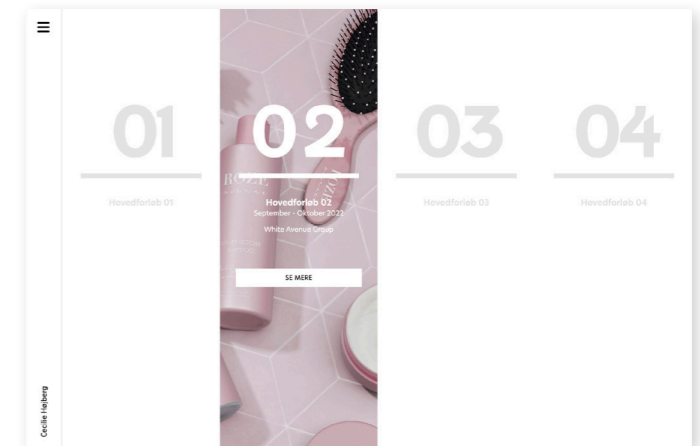 01
Hovedforløb 01
02
ROZE
Hovedforløb 02
September - Oktober 2022
White Avenue Group
SE MERE
03
Hovedforløb 03
04
Hovedforløb 04
Cecilie Højberg